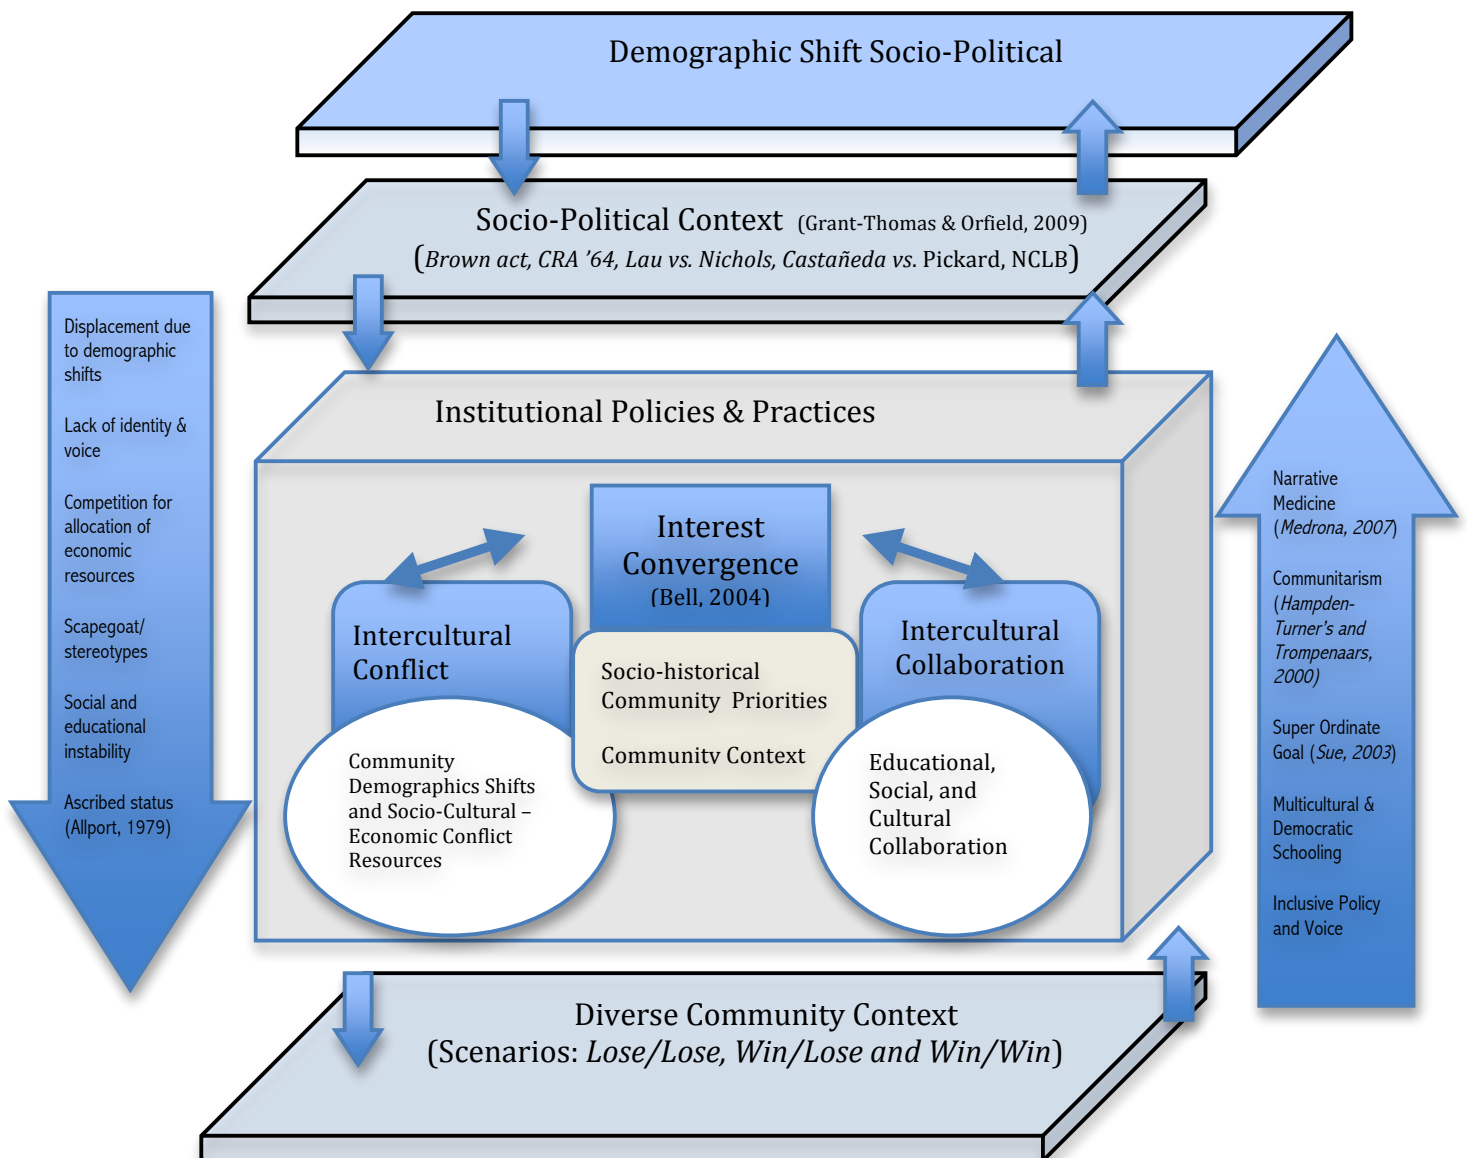 Demographic Shift Socio-Political
Socio-Political Context (Grant-Thomas & Orfield, 2009)
(Brown act, CRA ’64, Lau vs. Nichols, Castañeda vs. Pickard, NCLB)
Displacement due
to demographic
shifts
Lack of identity &
voice
Competition for
allocation of
economic
resources
Scapegoat/
stereotypes
Social and
educational
instability
Ascribed status
(Allport, 1979)
Institutional Policies & Practices
Interest
Convergence
(Bell, 2004)
Intercultural
Conflict
Socio-historical
Community Priorities
Community Context
Intercultural
Collaboration
Community
Demographics Shifts
and Socio-Cultural –
Economic Conflict
Resources
Educational,
Social, and
Cultural
Collaboration
Narrative
Medicine
(Medrona, 2007)
Communitarism
(Hampden-
Turner’s and
Trompenaars,
2000)
Super Ordinate
Goal (Sue, 2003)
Multicultural &
Democratic
Schooling
Inclusive Policy
and Voice
Diverse Community Context
(Scenarios: Lose/Lose, Win/Lose and Win/Win)